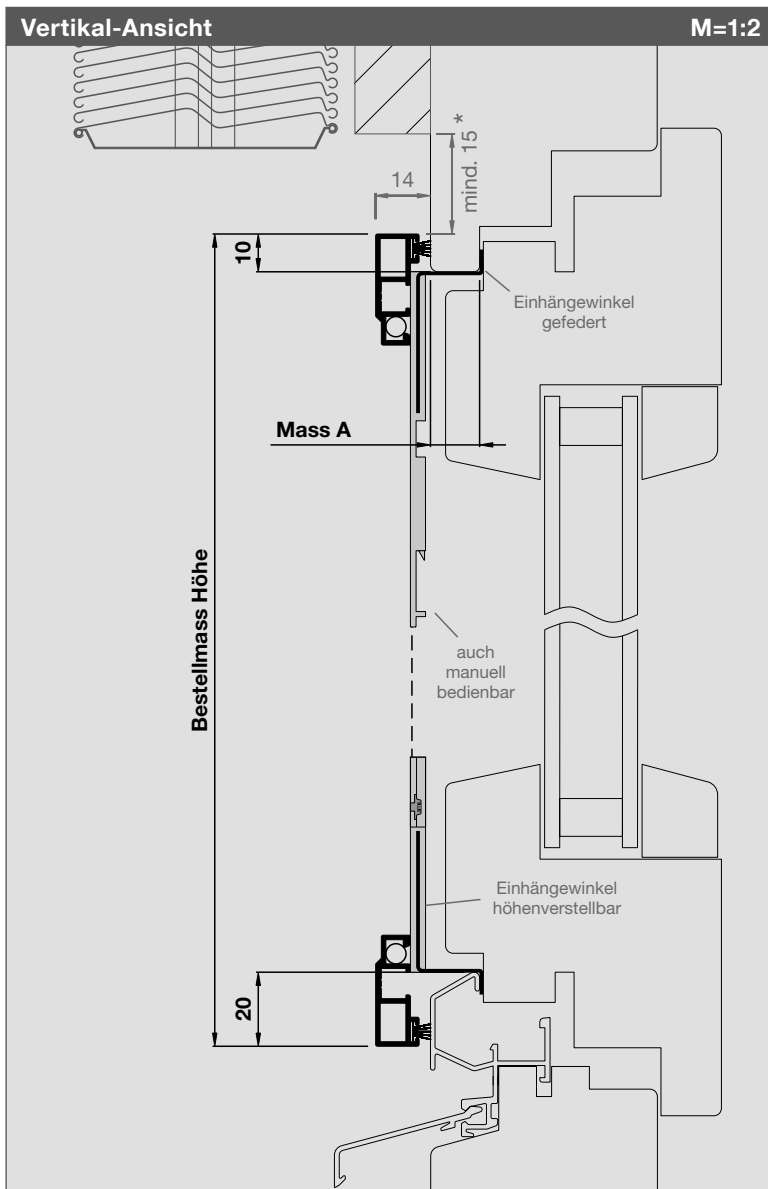 Vertikal-Ansicht M=1:2
mind. 15 *
14
10
Einhängewinkel
gefedert
Mass A
Bestellmass Höhe
auch
manuell
bedienbar
Einhängewinkel
höhenverstellbar
20